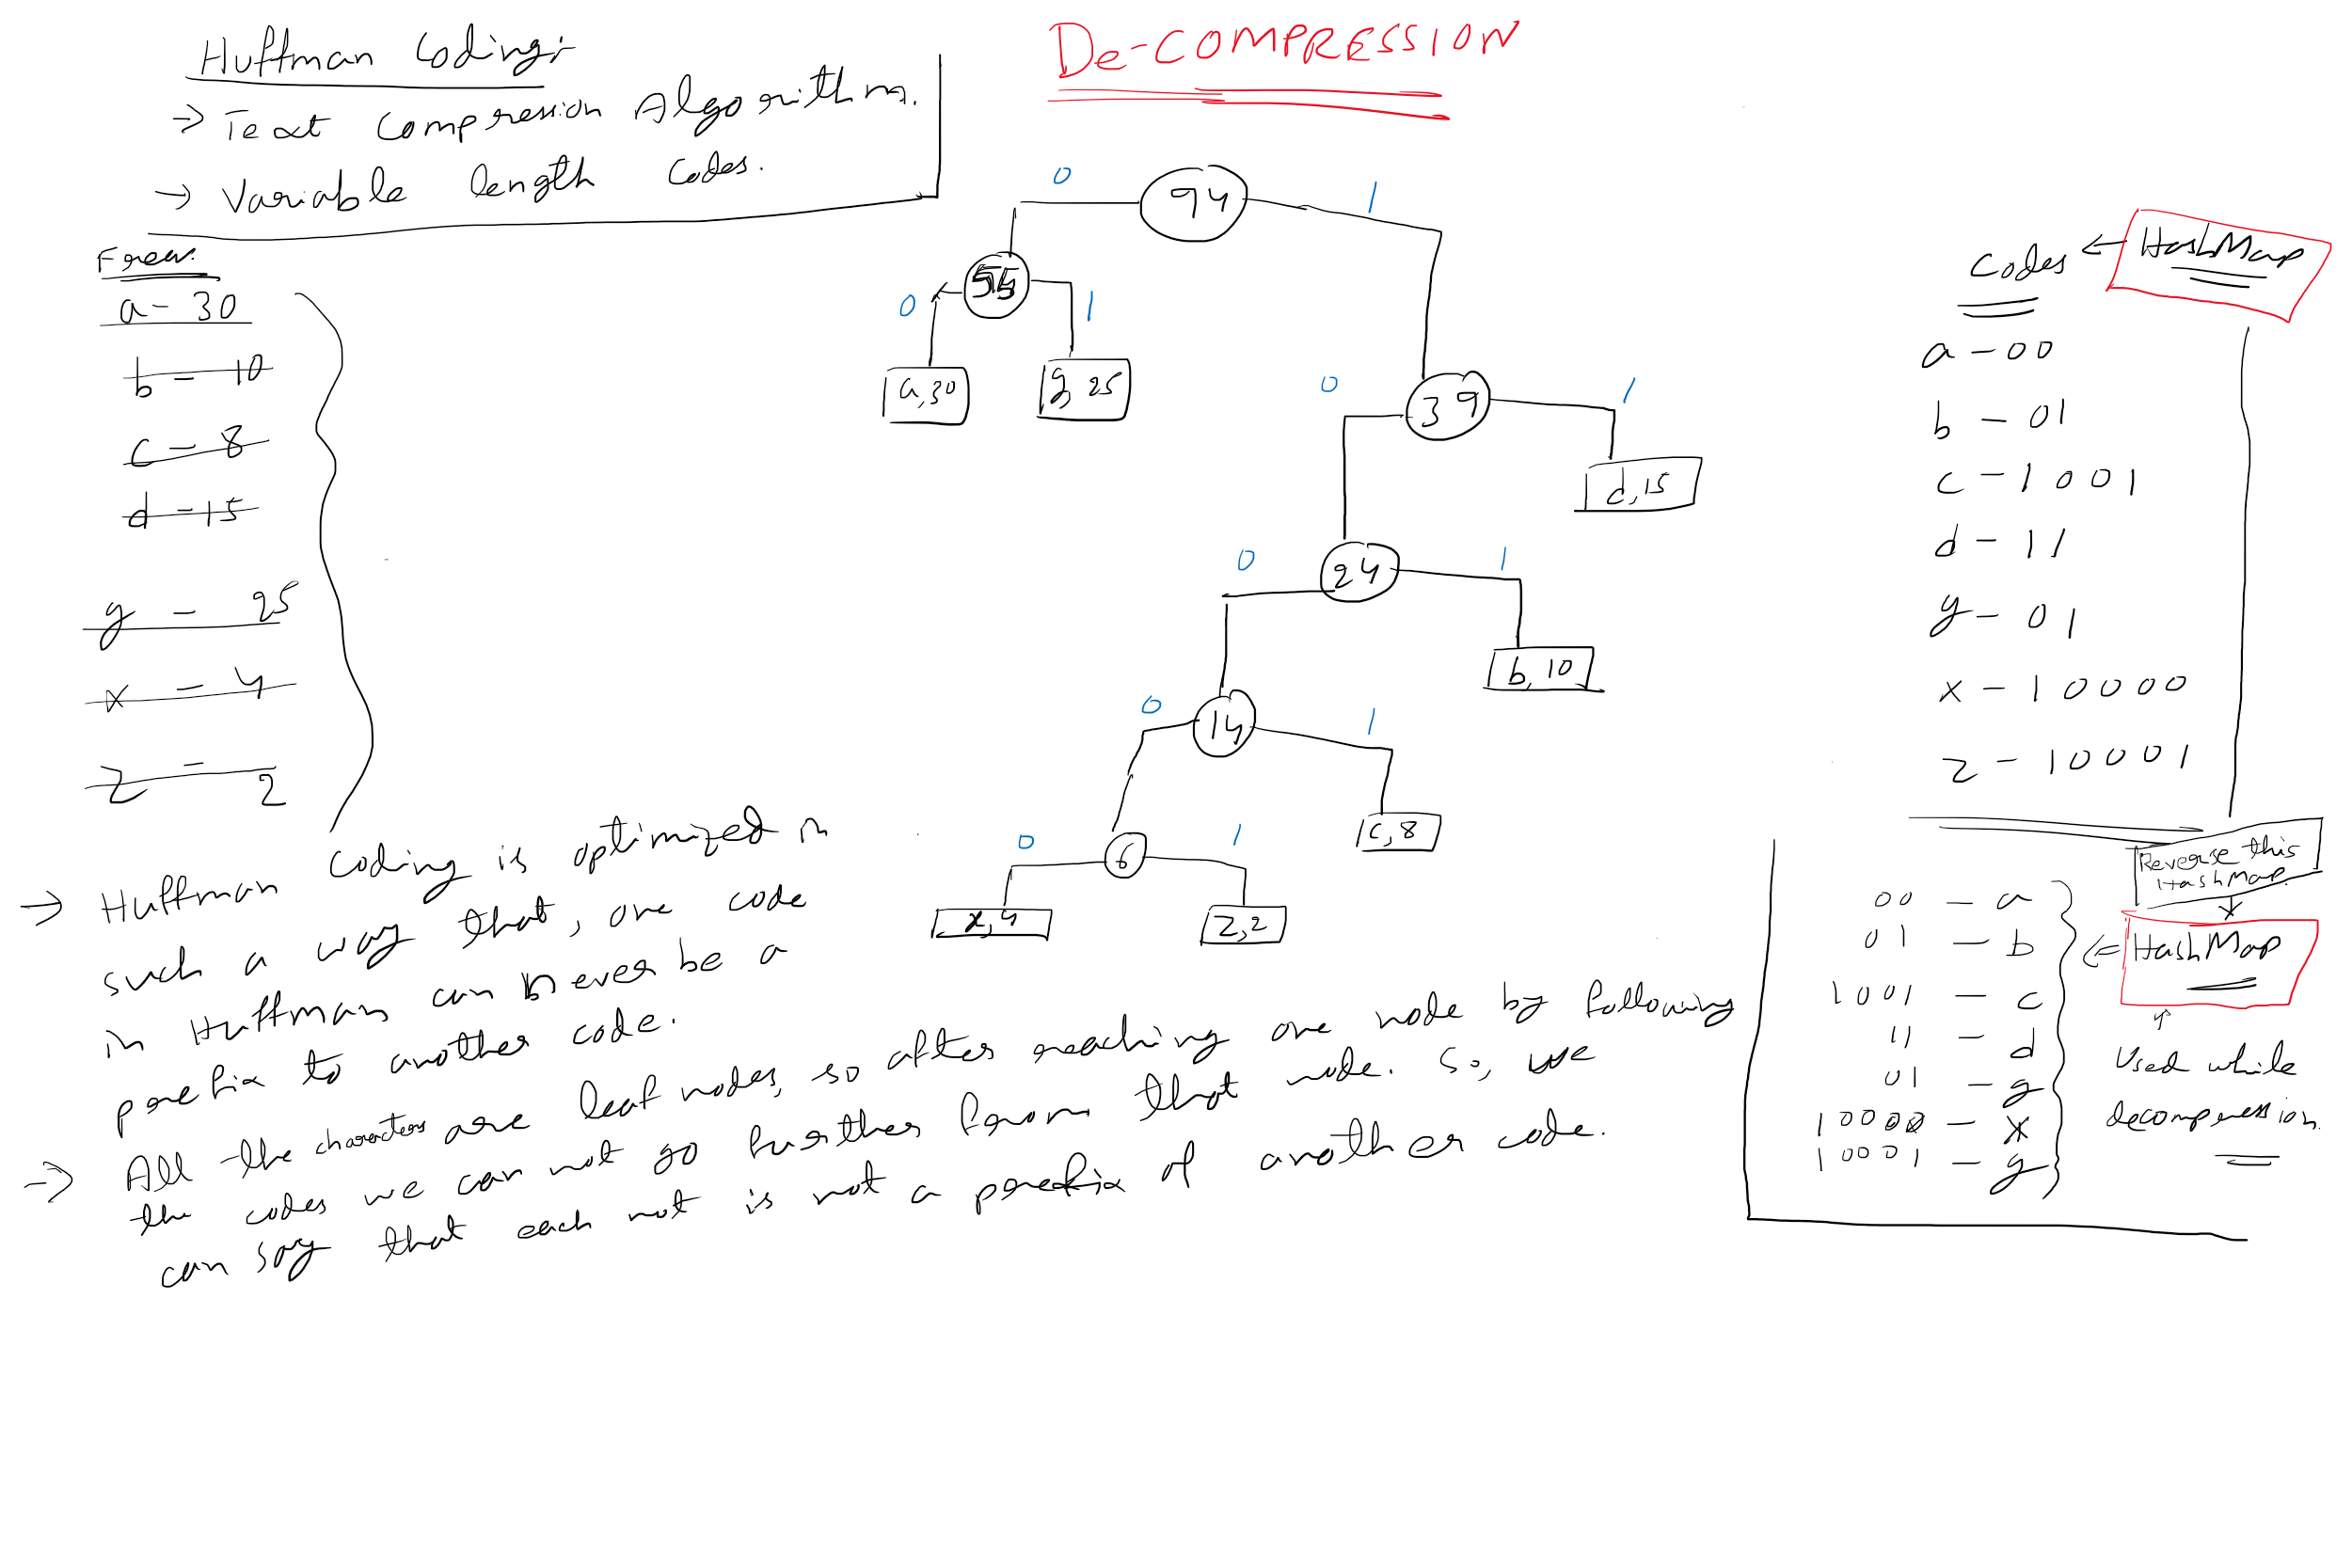 Huffman Coding:-
→ Text Compression Algorithm.
→ Variable length codes.
De-COMPRESSION
Freq.
a - 30
b - 10
c - 8
d - 15
y - 25
x - 4
z - 2
94
0
1
55
0
1
a,30
y,25
39
0
1
d,15
24
0
1
b,10
14
0
1
c,8
6
0
1
x,4
z,2
Codes ← HashMap
a - 00
b - 01
c - 1001
d - 11
y - 01
x - 10000
z - 10001
Reverse this
HashMap
HashMap
00 - a
01 - b
1001 - c
11 - d
01 - y
10000 - x
10001 - y
Used while
decompression.
→ Huffman coding is optimized in
such a way that, one code
in Huffman can never be a
prefix to another code.
→ All the characters are leaf nodes, so after reaching one node by following
the codes we can not go further from that node. So, we
can say that each not is not a prefix of another code.